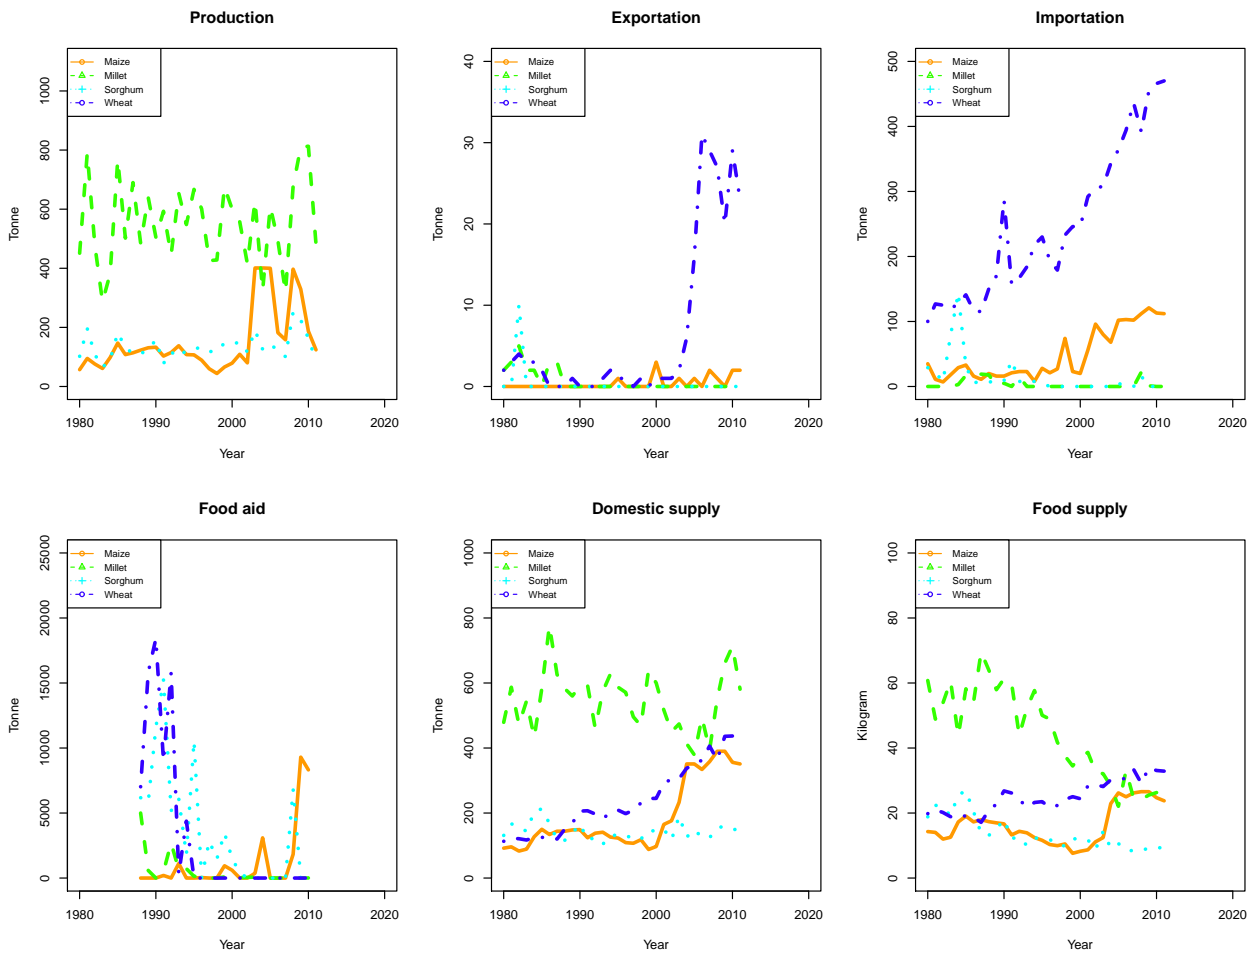 Production
Tonne
1000
800
600
400
200
0
Maize
Millet
Sorghum
Wheat
1980 1990 2000 2010 2020
Year
Exportation
Tonne
40
30
20
10
0
Maize
Millet
Sorghum
Wheat
1980 1990 2000 2010 2020
Year
Importation
Tonne
500
400
300
200
100
0
Maize
Millet
Sorghum
Wheat
1980 1990 2000 2010 2020
Year
Food aid
Tonne
25000
20000
15000
10000
5000
0
Maize
Millet
Sorghum
Wheat
1980 1990 2000 2010 2020
Year
Domestic supply
Tonne
1000
800
600
400
200
0
Maize
Millet
Sorghum
Wheat
1980 1990 2000 2010 2020
Year
Food supply
Kilogram
100
80
60
40
20
0
Maize
Millet
Sorghum
Wheat
1980 1990 2000 2010 2020
Year